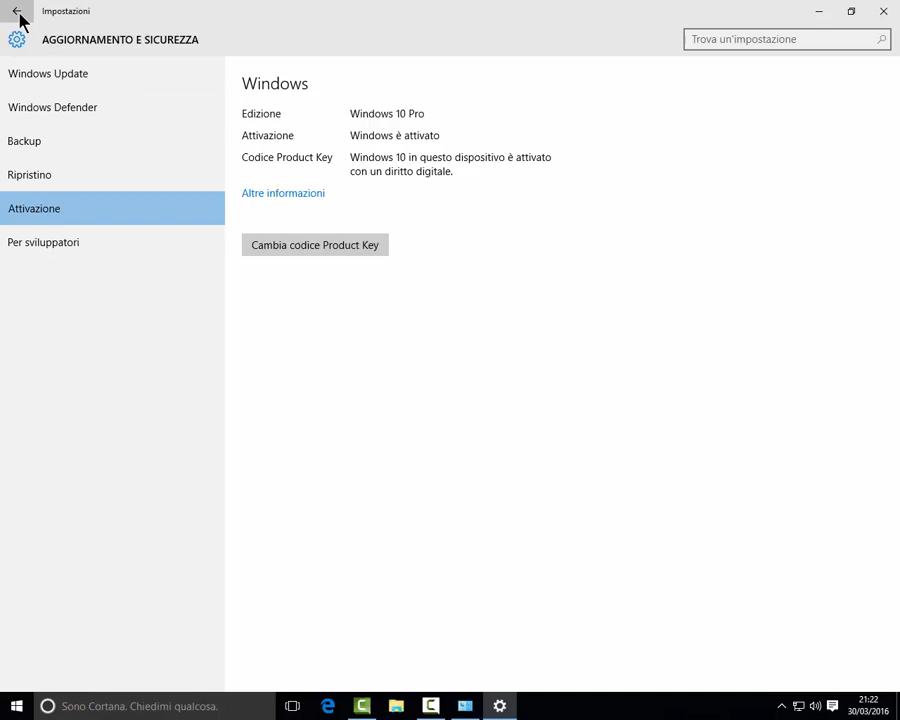 Impostazioni
AGGIORNAMENTO E SICUREZZA
Trova un'impostazione
Windows Update
Windows Defender
Backup
Ripristino
Attivazione
Per sviluppatori
Windows
Edizione Windows 10 Pro
Attivazione Windows è attivato
Codice Product Key Windows 10 in questo dispositivo è attivato
con un diritto digitale.
Altre informazioni
Cambia codice Product Key
Sono Cortana. Chiedimi qualcosa.
21:22
30/03/2016